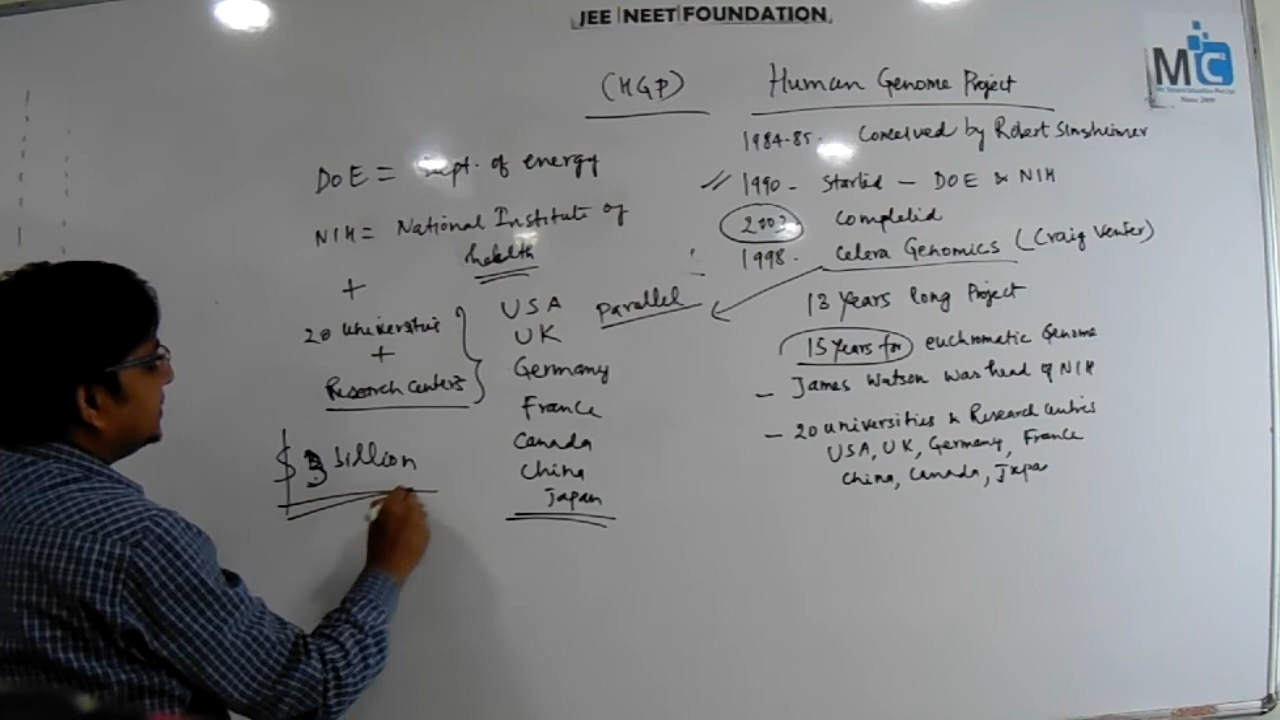 JEE | NEET | FOUNDATION
MC
(HGP) Human Genome Project
1984-85. Conceived by Robert Sinsheimer
1990 - Started - DOE & NIH
2003 Completed
1998. Celera Genomics (Craig Venter)
13 Years long Project
15 Years for euchromatic Genome
- James Watson was head of NIH
- 20 universities & Research Centres
USA, UK, Germany, France
China, Canada, Japa
DOE = Dept. of energy
NIH = National Institute of
health
+
20 universities
+
Research Centers
$ 3 billion
USA Parallel
UK
Germany
France
Canada
China
Japan